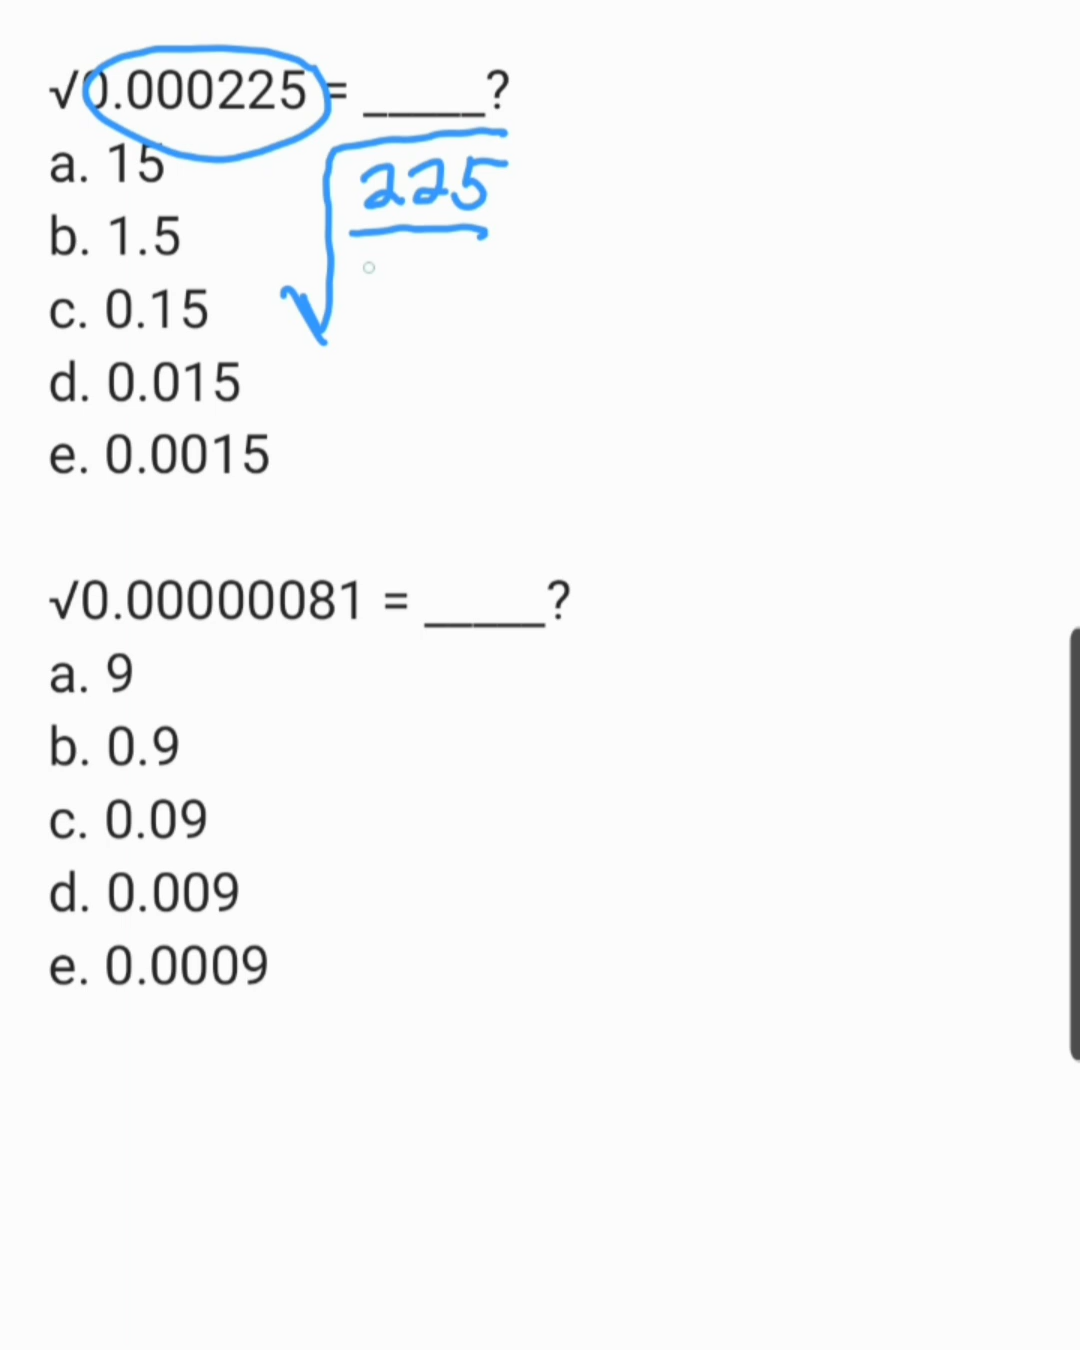 √0.000225 = _____?
a. 15
√225
b. 1.5
c. 0.15
d. 0.015
e. 0.0015
√0.00000081 = _____?
a. 9
b. 0.9
c. 0.09
d. 0.009
e. 0.0009